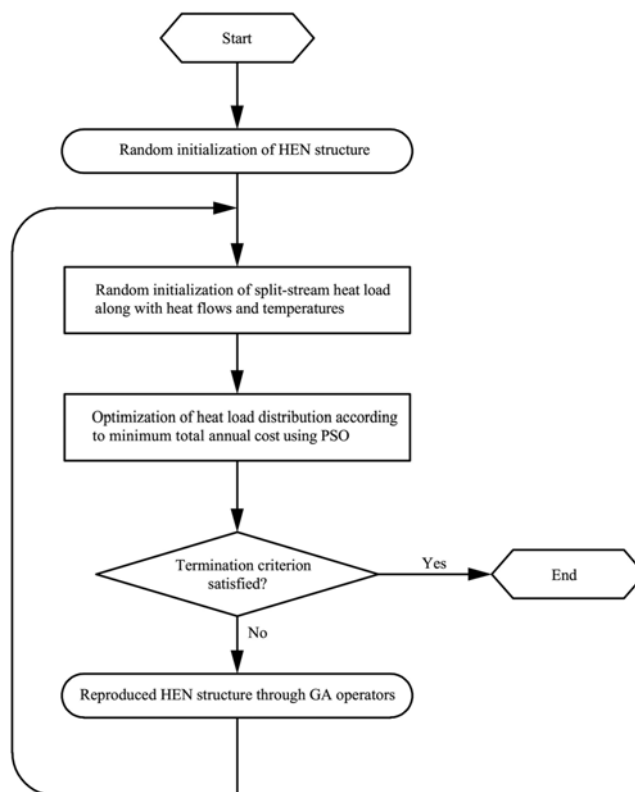 Start
Random initialization of HEN structure
Random initialization of split-stream heat load
along with heat flows and temperatures
Optimization of heat load distribution according
to minimum total annual cost using PSO
Termination criterion
satisfied?
Yes
End
No
Reproduced HEN structure through GA operators